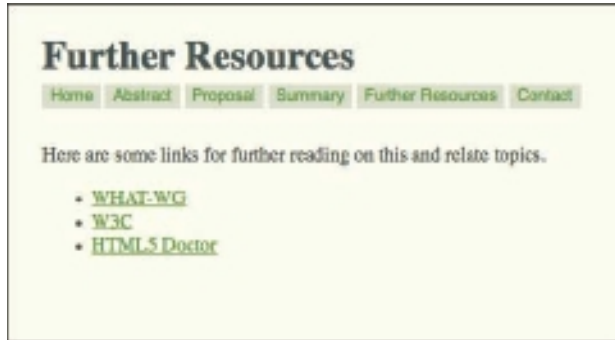 Further Resources
Home Abstract Proposal Summary Further Resources Contact
Here are some links for further reading on this and relate topics.
• WHAT-WG
• W3C
• HTML5 Doctor